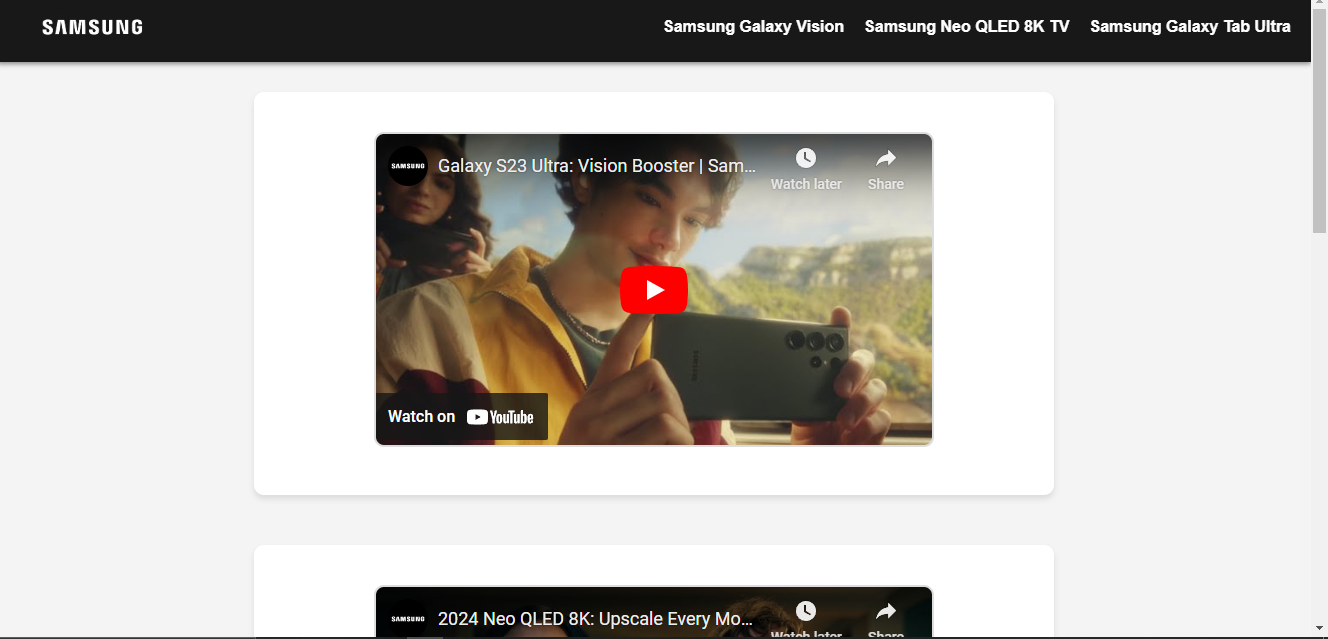 SAMSUNG
Samsung Galaxy Vision Samsung Neo QLED 8K TV Samsung Galaxy Tab Ultra
SAMSUNG
Galaxy S23 Ultra: Vision Booster | Sam...
Watch later
Share
SAMSUNG
Watch on YouTube
SAMSUNG
2024 Neo QLED 8K: Upscale Every Mo...
Watch later
Share